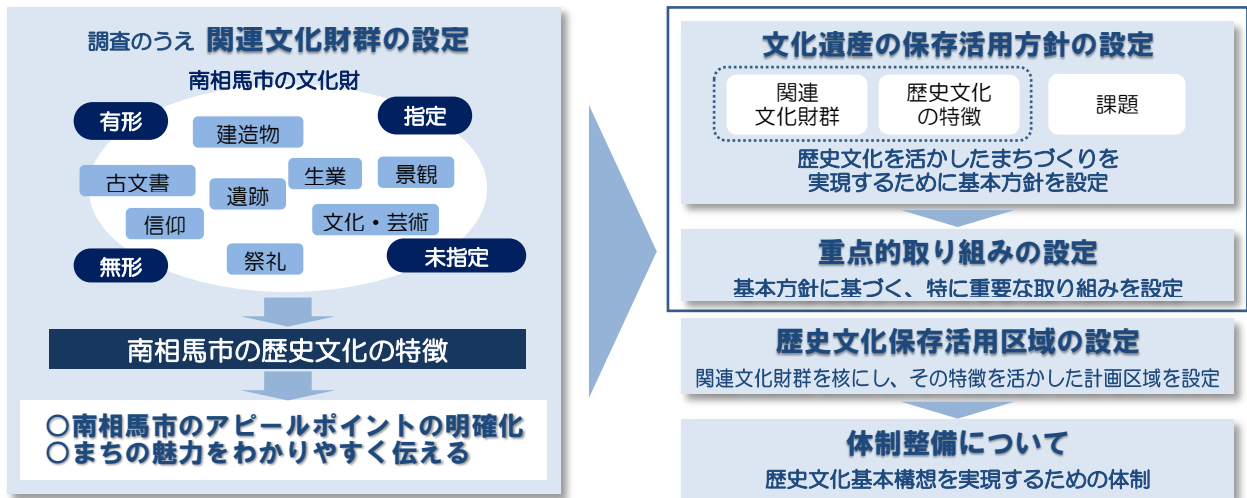 調査のうえ 関連文化財群の設定
南相馬市の文化財
有形
指定
建造物
古文書
生業
景観
遺跡
信仰
文化・芸術
無形
祭礼
未指定
南相馬市の歴史文化の特徴
○南相馬市のアピールポイントの明確化
○まちの魅力をわかりやすく伝える
文化遺産の保存活用方針の設定
関連
文化財群
歴史文化
の特徴
課題
歴史文化を活かしたまちづくりを
実現するために基本方針を設定
重点的取り組みの設定
基本方針に基づく、特に重要な取り組みを設定
歴史文化保存活用区域の設定
関連文化財群を核にし、その特徴を活かした計画区域を設定
体制整備について
歴史文化基本構想を実現するための体制